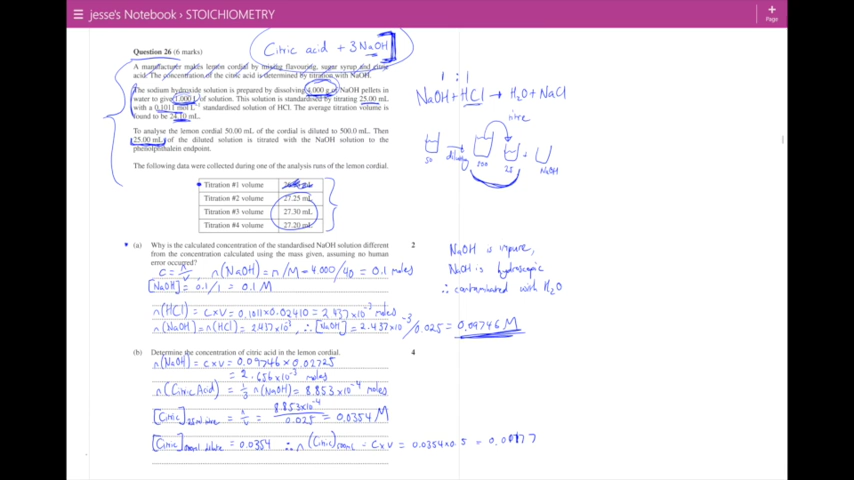 jesse's Notebook › STOICHIOMETRY
Page
Citric acid + 3NaOH
Question 26 (6 marks)
A manufacturer makes lemon cordial by mixing flavouring, sugar syrup and citric
acid. The concentration of the citric acid is determined by titration with NaOH.
The sodium hydroxide solution is prepared by dissolving 4.000 g of NaOH pellets in
water to give 1.000 L of solution. This solution is standardised by titrating 25.00 mL
with a 0.1011 mol L⁻¹ standardised solution of HCl. The average titration volume is
found to be 24.10 mL
To analyse the lemon cordial 50.00 mL of the cordial is diluted to 500.0 mL. Then
25.00 mL of the diluted solution is titrated with the NaOH solution to the
phenolphthalein endpoint.
The following data were collected during one of the analysis runs of the lemon cordial.
Titration #1 volume
Titration #2 volume 27.25 mL
Titration #3 volume 27.30 mL
Titration #4 volume 27.20 mL
1 : 1
NaOH + HCl → H₂O + NaCl
50
dilution
500
25
NaOH
(a) Why is the calculated concentration of the standardised NaOH solution different 2
from the concentration calculated using the mass given, assuming no human
error occurred?
C = n/V , n(NaOH) = n/M = 4.000/40 = 0.1 moles
[NaOH] = 0.1/1 = 0.1 M
n(HCl) = C×V = 0.1011×0.02410 = 2.437×10⁻³ moles
n(NaOH) = n(HCl) = 2.437×10⁻³, ∴ [NaOH] = 2.437×10⁻³/0.025 = 0.09746 M
NaOH is impure,
NaOH is hydroscopic
∴ contaminated with H₂O
(b) Determine the concentration of citric acid in the lemon cordial. 4
n(NaOH) = C×V = 0.09746 × 0.02725
= 2.656×10⁻³ moles
n(Citric Acid) = 1/3 n(NaOH) = 8.853×10⁻⁴ moles
[Citric] = n/V = 8.853×10⁻⁴/0.025 = 0.0354 M
[Citric] = 0.0354 ∴ n(Citric) = C×V = 0.0354×0.5